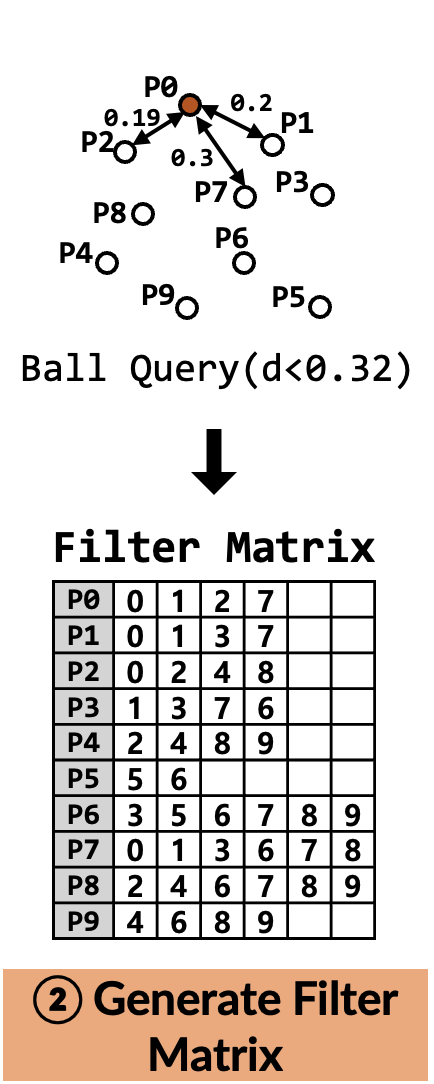 P0
0.19
0.2
P2
P1
0.3
P7
P3
P8
P4
P6
P9
P5
Ball Query(d<0.32)
Filter Matrix
P0 0 1 2 7
P1 0 1 3 7
P2 0 2 4 8
P3 1 3 7 6
P4 2 4 8 9
P5 5 6
P6 3 5 6 7 8 9
P7 0 1 3 6 7 8
P8 2 4 6 7 8 9
P9 4 6 8 9
② Generate Filter
Matrix